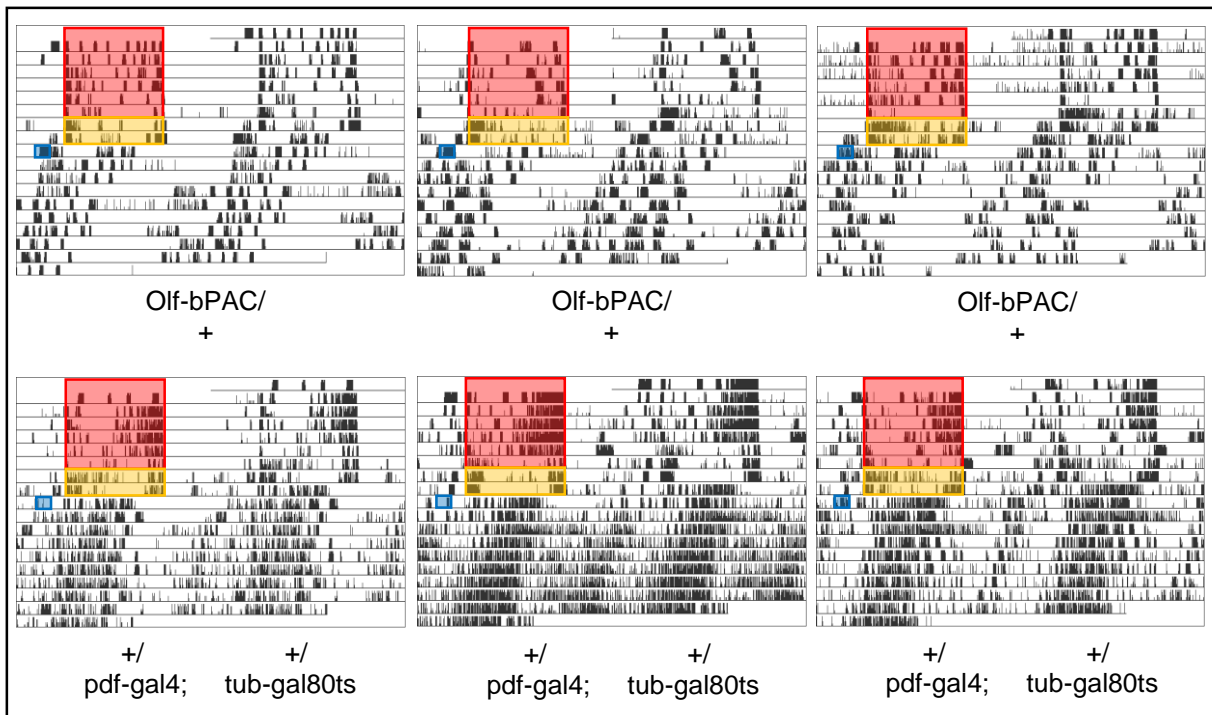 Olf-bPAC/ Olf-bPAC/ Olf-bPAC/
+ + +
+/ +/ +/ +/ +/ +/
pdf-gal4; tub-gal80ts pdf-gal4; tub-gal80ts pdf-gal4; tub-gal80ts